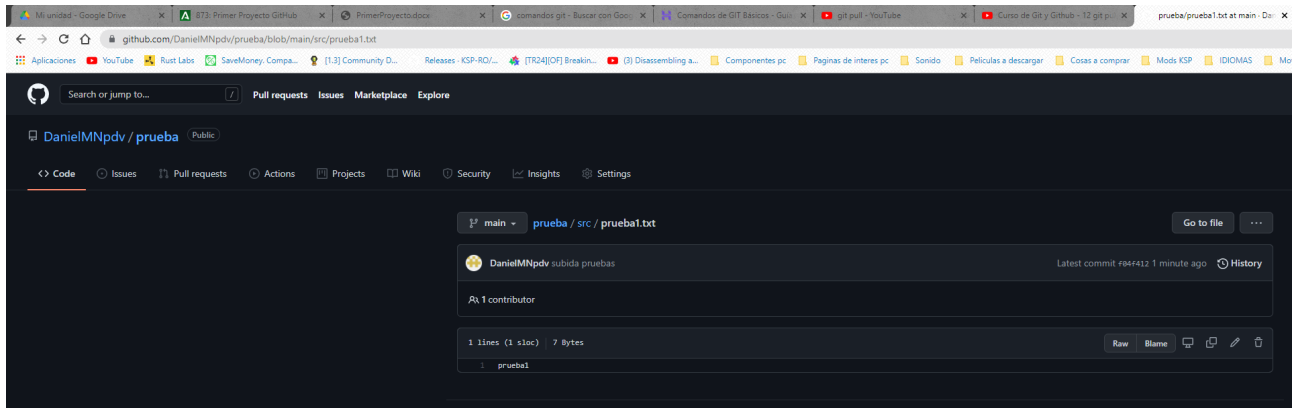 Mi unidad - Google Drive
873: Primer Proyecto GitHub
PrimerProyecto.docx
comandos git - Buscar con Goog
Comandos de GIT Básicos - Guía
git pull - YouTube
Curso de Git y Github - 12 git pul
prueba/prueba1.txt at main · Dan
github.com/DanielMNpdv/prueba/blob/main/src/prueba1.txt
Aplicaciones YouTube Rust Labs SaveMoney. Compa... [1.3] Community D... Releases · KSP-RO/... [TR24][OF] Breakin... (3) Disassembling a... Componentes pc Paginas de interes pc Sonido Peliculas a descargar Cosas a comprar Mods KSP IDIOMAS
Search or jump to... / Pull requests Issues Marketplace Explore
DanielMNpdv / prueba Public
<> Code Issues Pull requests Actions Projects Wiki Security Insights Settings
main prueba / src / prueba1.txt Go to file ...
DanielMNpdv subida pruebas Latest commit f04f412 1 minute ago History
1 contributor
1 lines (1 sloc) 7 Bytes Raw Blame
1 prueba1